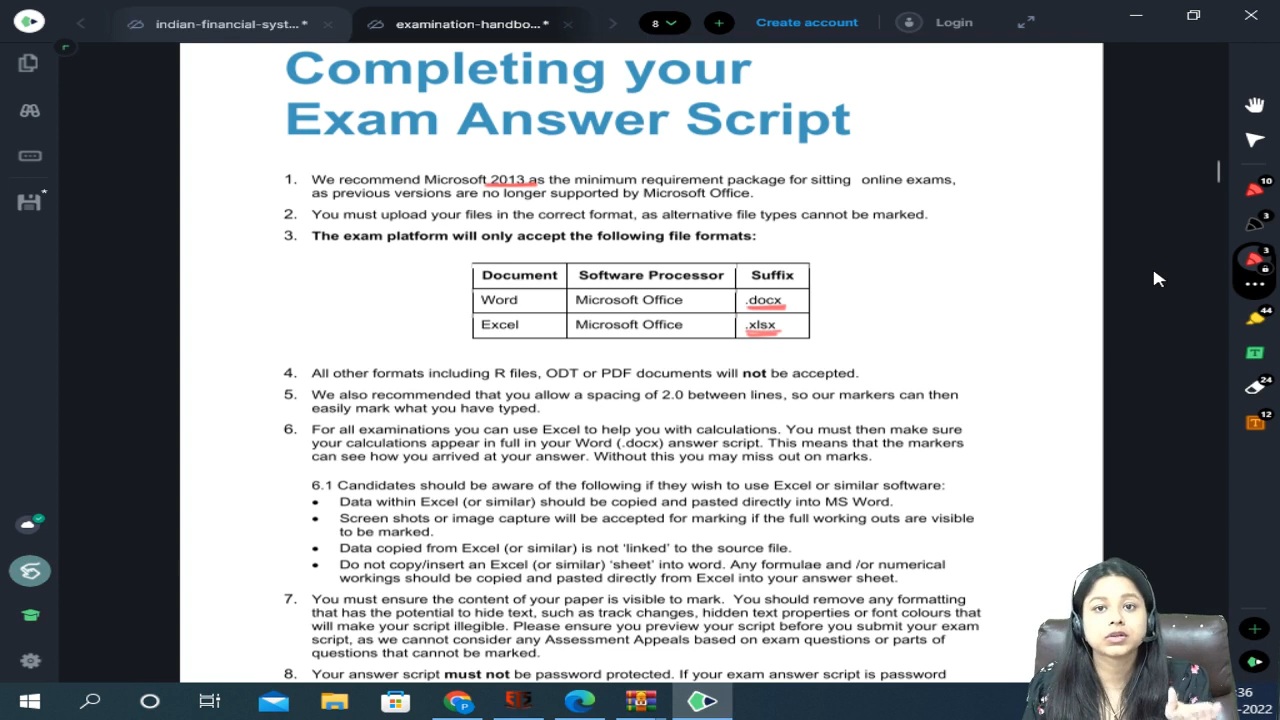 indian-financial-syst...*
examination-handbo...*
8
Create account
Login
Completing your
Exam Answer Script
1. We recommend Microsoft 2013 as the minimum requirement package for sitting online exams,
as previous versions are no longer supported by Microsoft Office.
2. You must upload your files in the correct format, as alternative file types cannot be marked.
3. The exam platform will only accept the following file formats:
Document Software Processor Suffix
Word Microsoft Office .docx
Excel Microsoft Office .xlsx
4. All other formats including R files, ODT or PDF documents will not be accepted.
5. We also recommended that you allow a spacing of 2.0 between lines, so our markers can then
easily mark what you have typed.
6. For all examinations you can use Excel to help you with calculations. You must then make sure
your calculations appear in full in your Word (.docx) answer script. This means that the markers
can see how you arrived at your answer. Without this you may miss out on marks.
6.1 Candidates should be aware of the following if they wish to use Excel or similar software:
• Data within Excel (or similar) should be copied and pasted directly into MS Word.
• Screen shots or image capture will be accepted for marking if the full working outs are visible
to be marked.
• Data copied from Excel (or similar) is not 'linked' to the source file.
• Do not copy/insert an Excel (or similar) 'sheet' into word. Any formulae and /or numerical
workings should be copied and pasted directly from Excel into your answer sheet.
7. You must ensure the content of your paper is visible to mark. You should remove any formatting
that has the potential to hide text, such as track changes, hidden text properties or font colours that
will make your script illegible. Please ensure you preview your script before you submit your exam
script, as we cannot consider any Assessment Appeals based on exam questions or parts of
questions that cannot be marked.
8. Your answer script must not be password protected. If your exam answer script is password
10
3
3
44
T
24
T 12
P
36
-2022